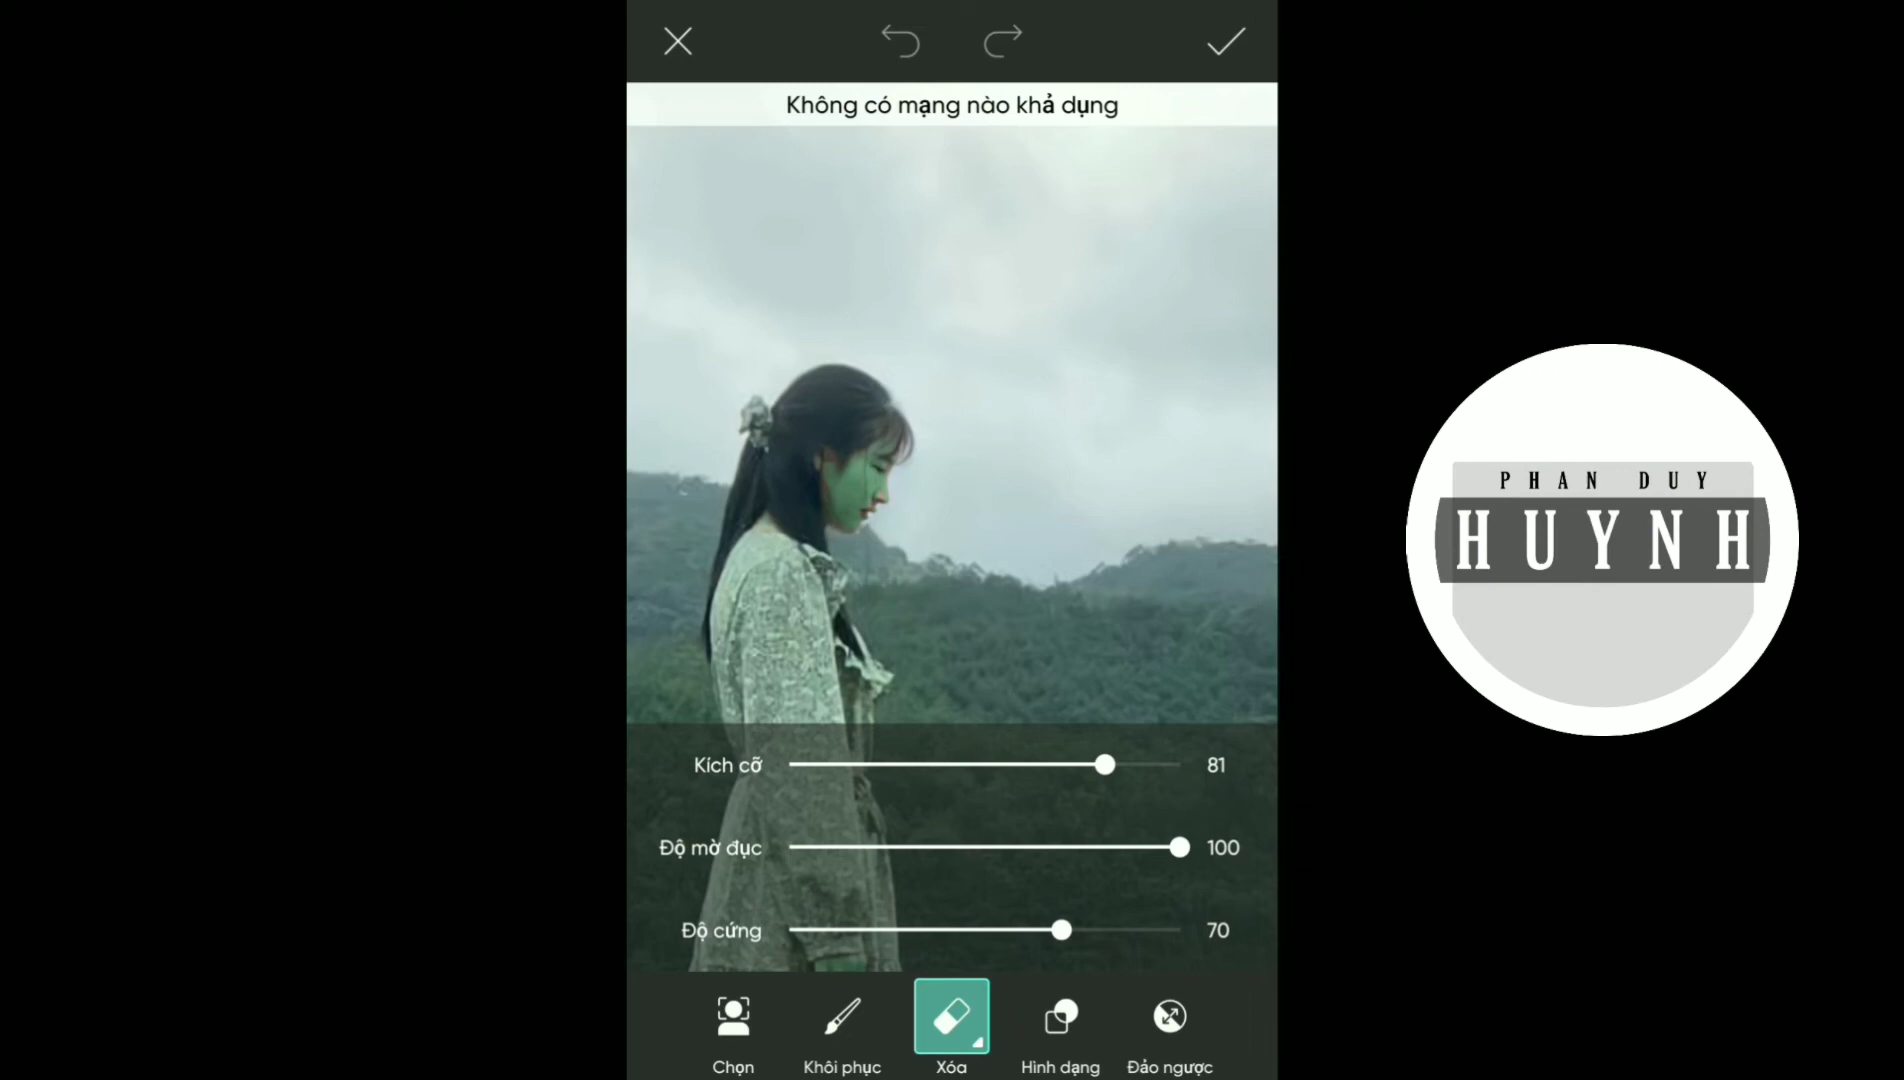 Không có mạng nào khả dụng
PHAN DUY
HUYNH
Kích cỡ 81
Độ mờ đục 100
Độ cứng 70
Chọn Khôi phục Xóa Hình dạng Đảo ngược